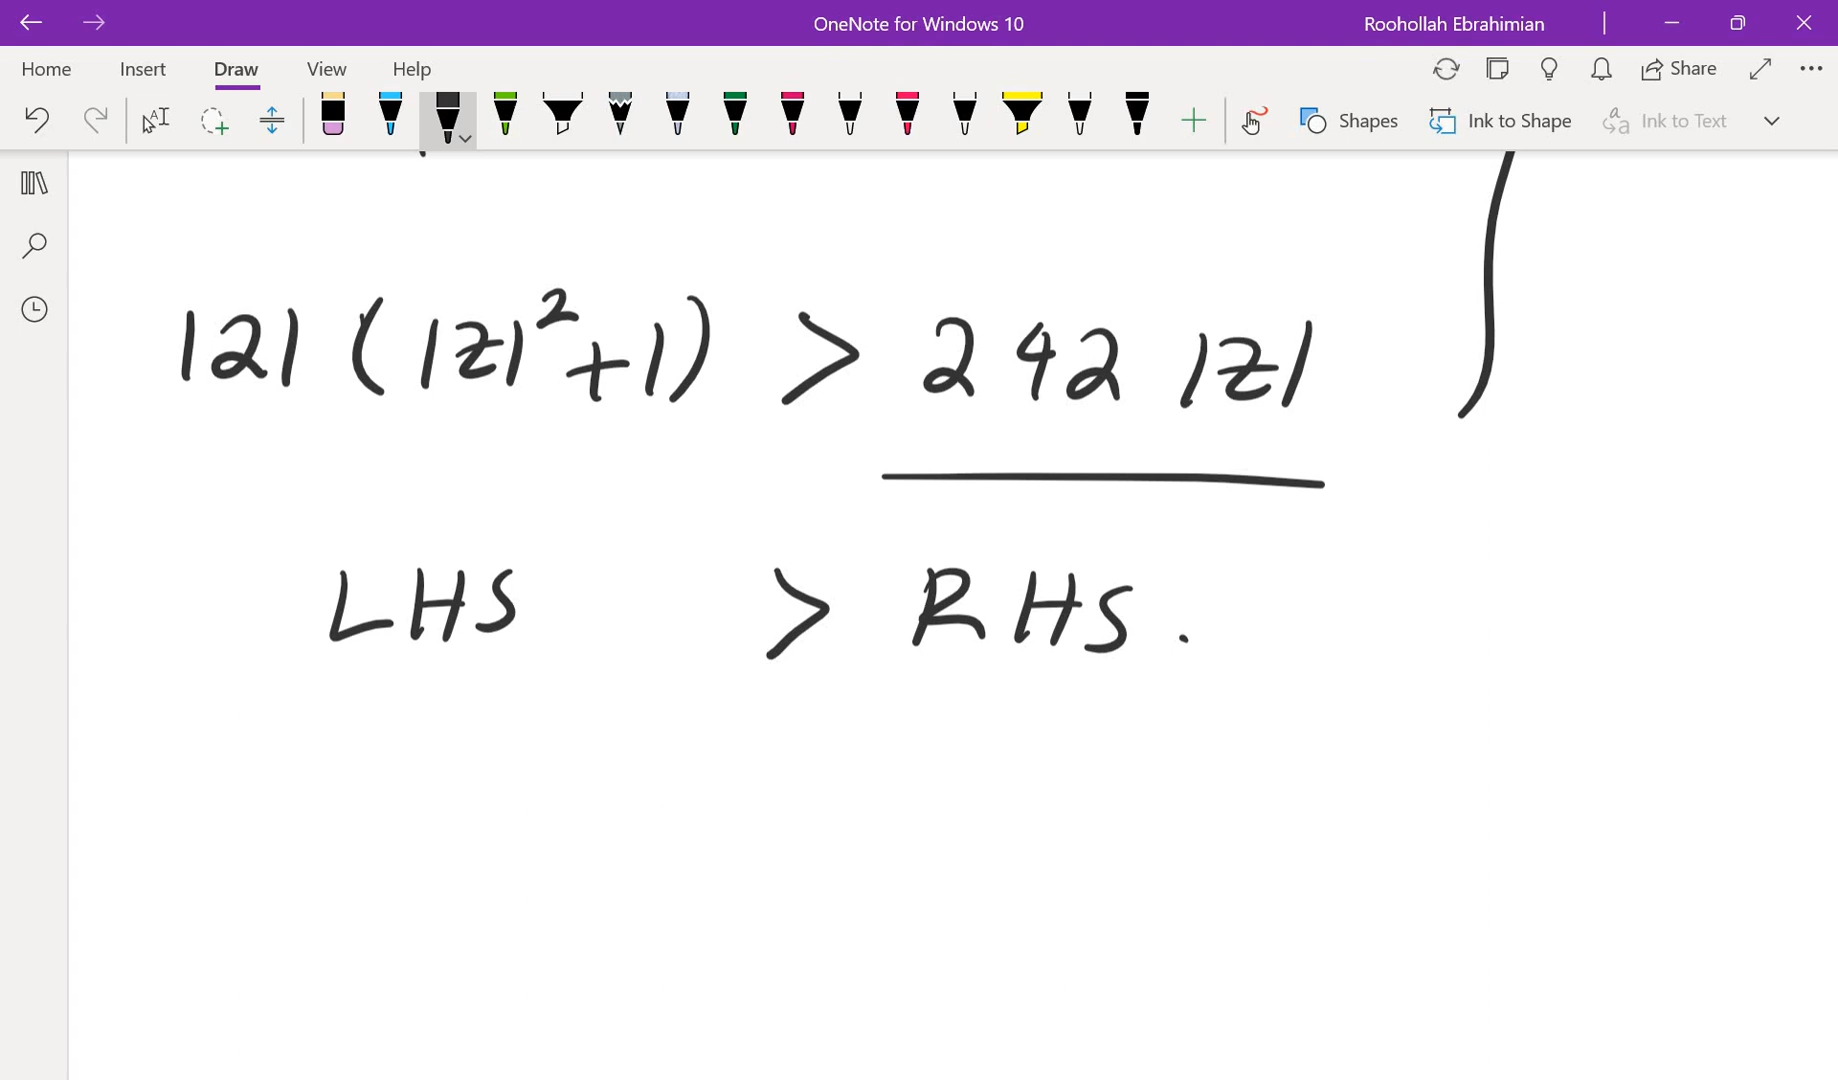 OneNote for Windows 10 Roohollah Ebrahimian
Home Insert Draw View Help Share
Shapes Ink to Shape Ink to Text
121 ( |z|² + 1 ) > 242 |z|
LHS > RHS .